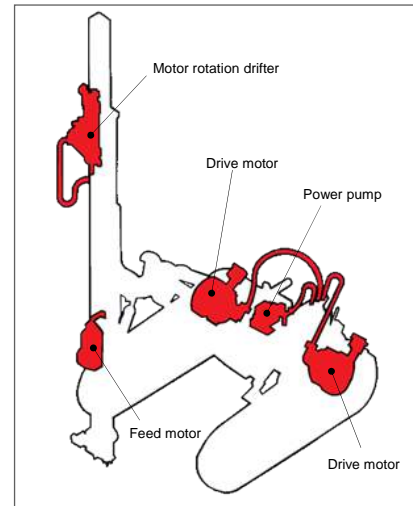 Motor rotation drifter
Drive motor
Power pump
Feed motor
Drive motor